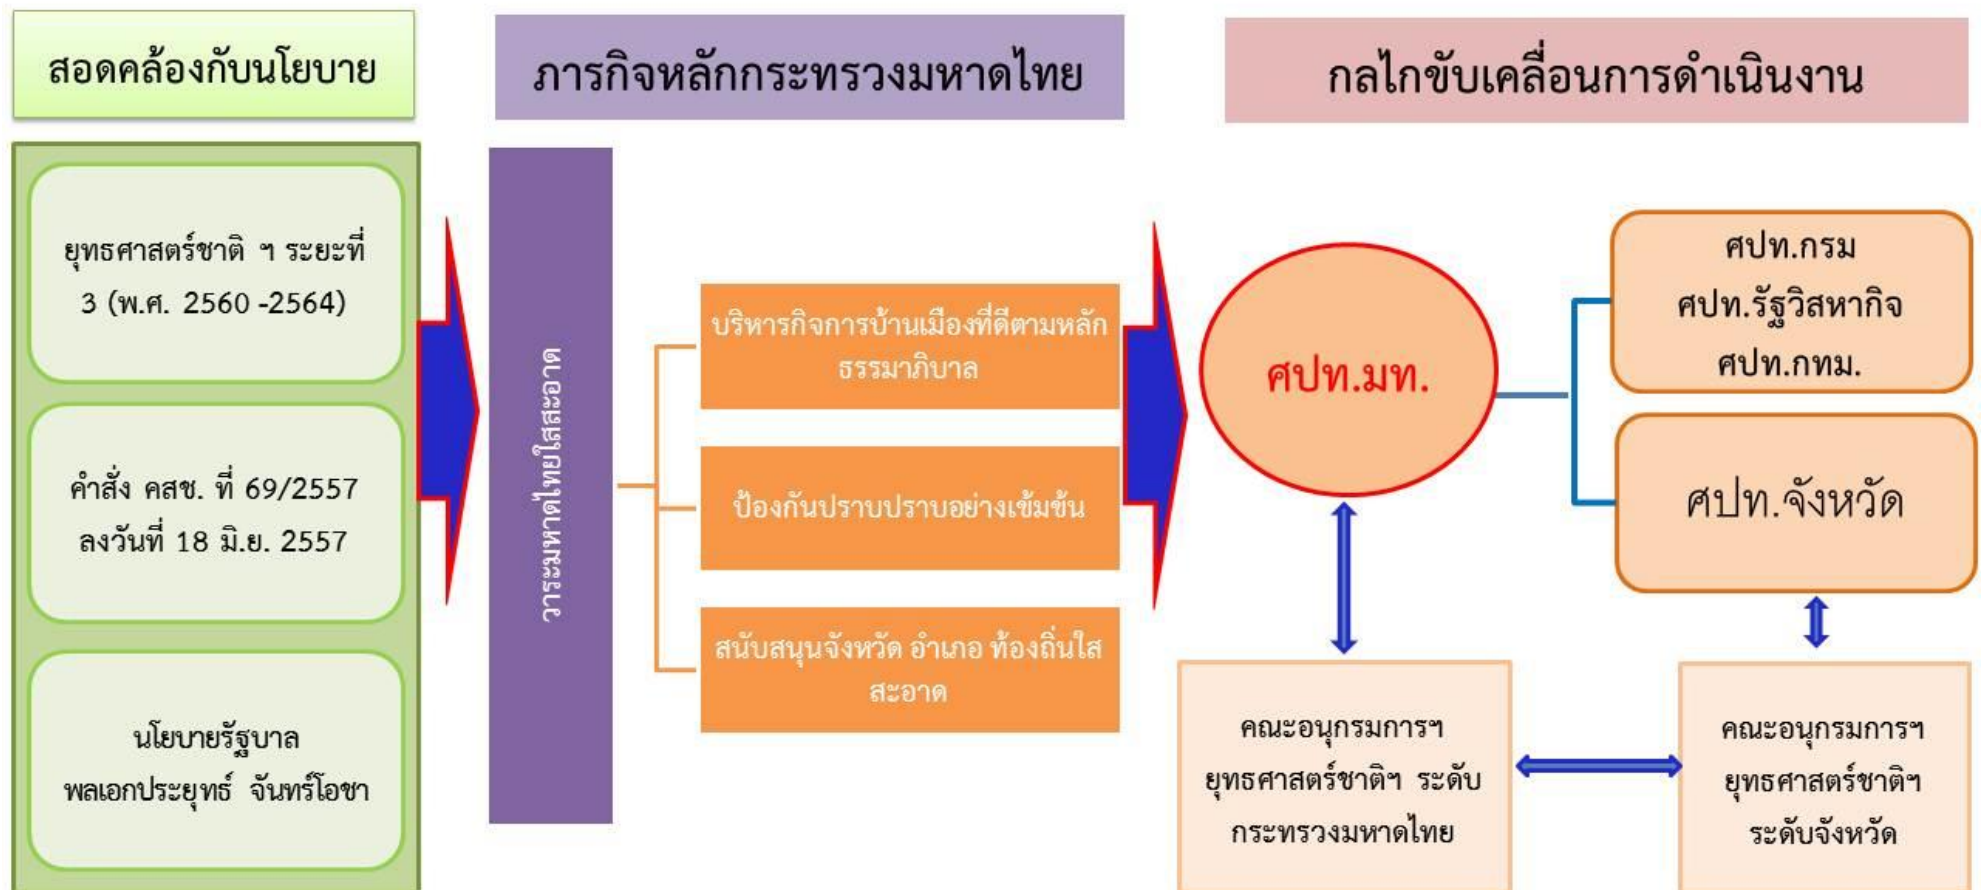 สอดคล้องกับนโยบาย
ยุทธศาสตร์ชาติ ฯ ระยะที่
3 (พ.ศ. 2560 -2564)
คำสั่ง คสช. ที่ 69/2557
ลงวันที่ 18 มิ.ย. 2557
นโยบายรัฐบาล
พลเอกประยุทธ์ จันทร์โอชา
ภารกิจหลักกระทรวงมหาดไทย
วาระมหาดไทยใสสะอาด
บริหารกิจการบ้านเมืองที่ดีตามหลัก
ธรรมาภิบาล
ป้องกันปราบปราบอย่างเข้มข้น
สนับสนุนจังหวัด อำเภอ ท้องถิ่นใส
สะอาด
กลไกขับเคลื่อนการดำเนินงาน
ศปท.มท.
ศปท.กรม
ศปท.รัฐวิสหากิจ
ศปท.กทม.
ศปท.จังหวัด
คณะอนุกรมการฯ
ยุทธศาสตร์ชาติฯ ระดับ
กระทรวงมหาดไทย
คณะอนุกรมการฯ
ยุทธศาสตร์ชาติฯ
ระดับจังหวัด